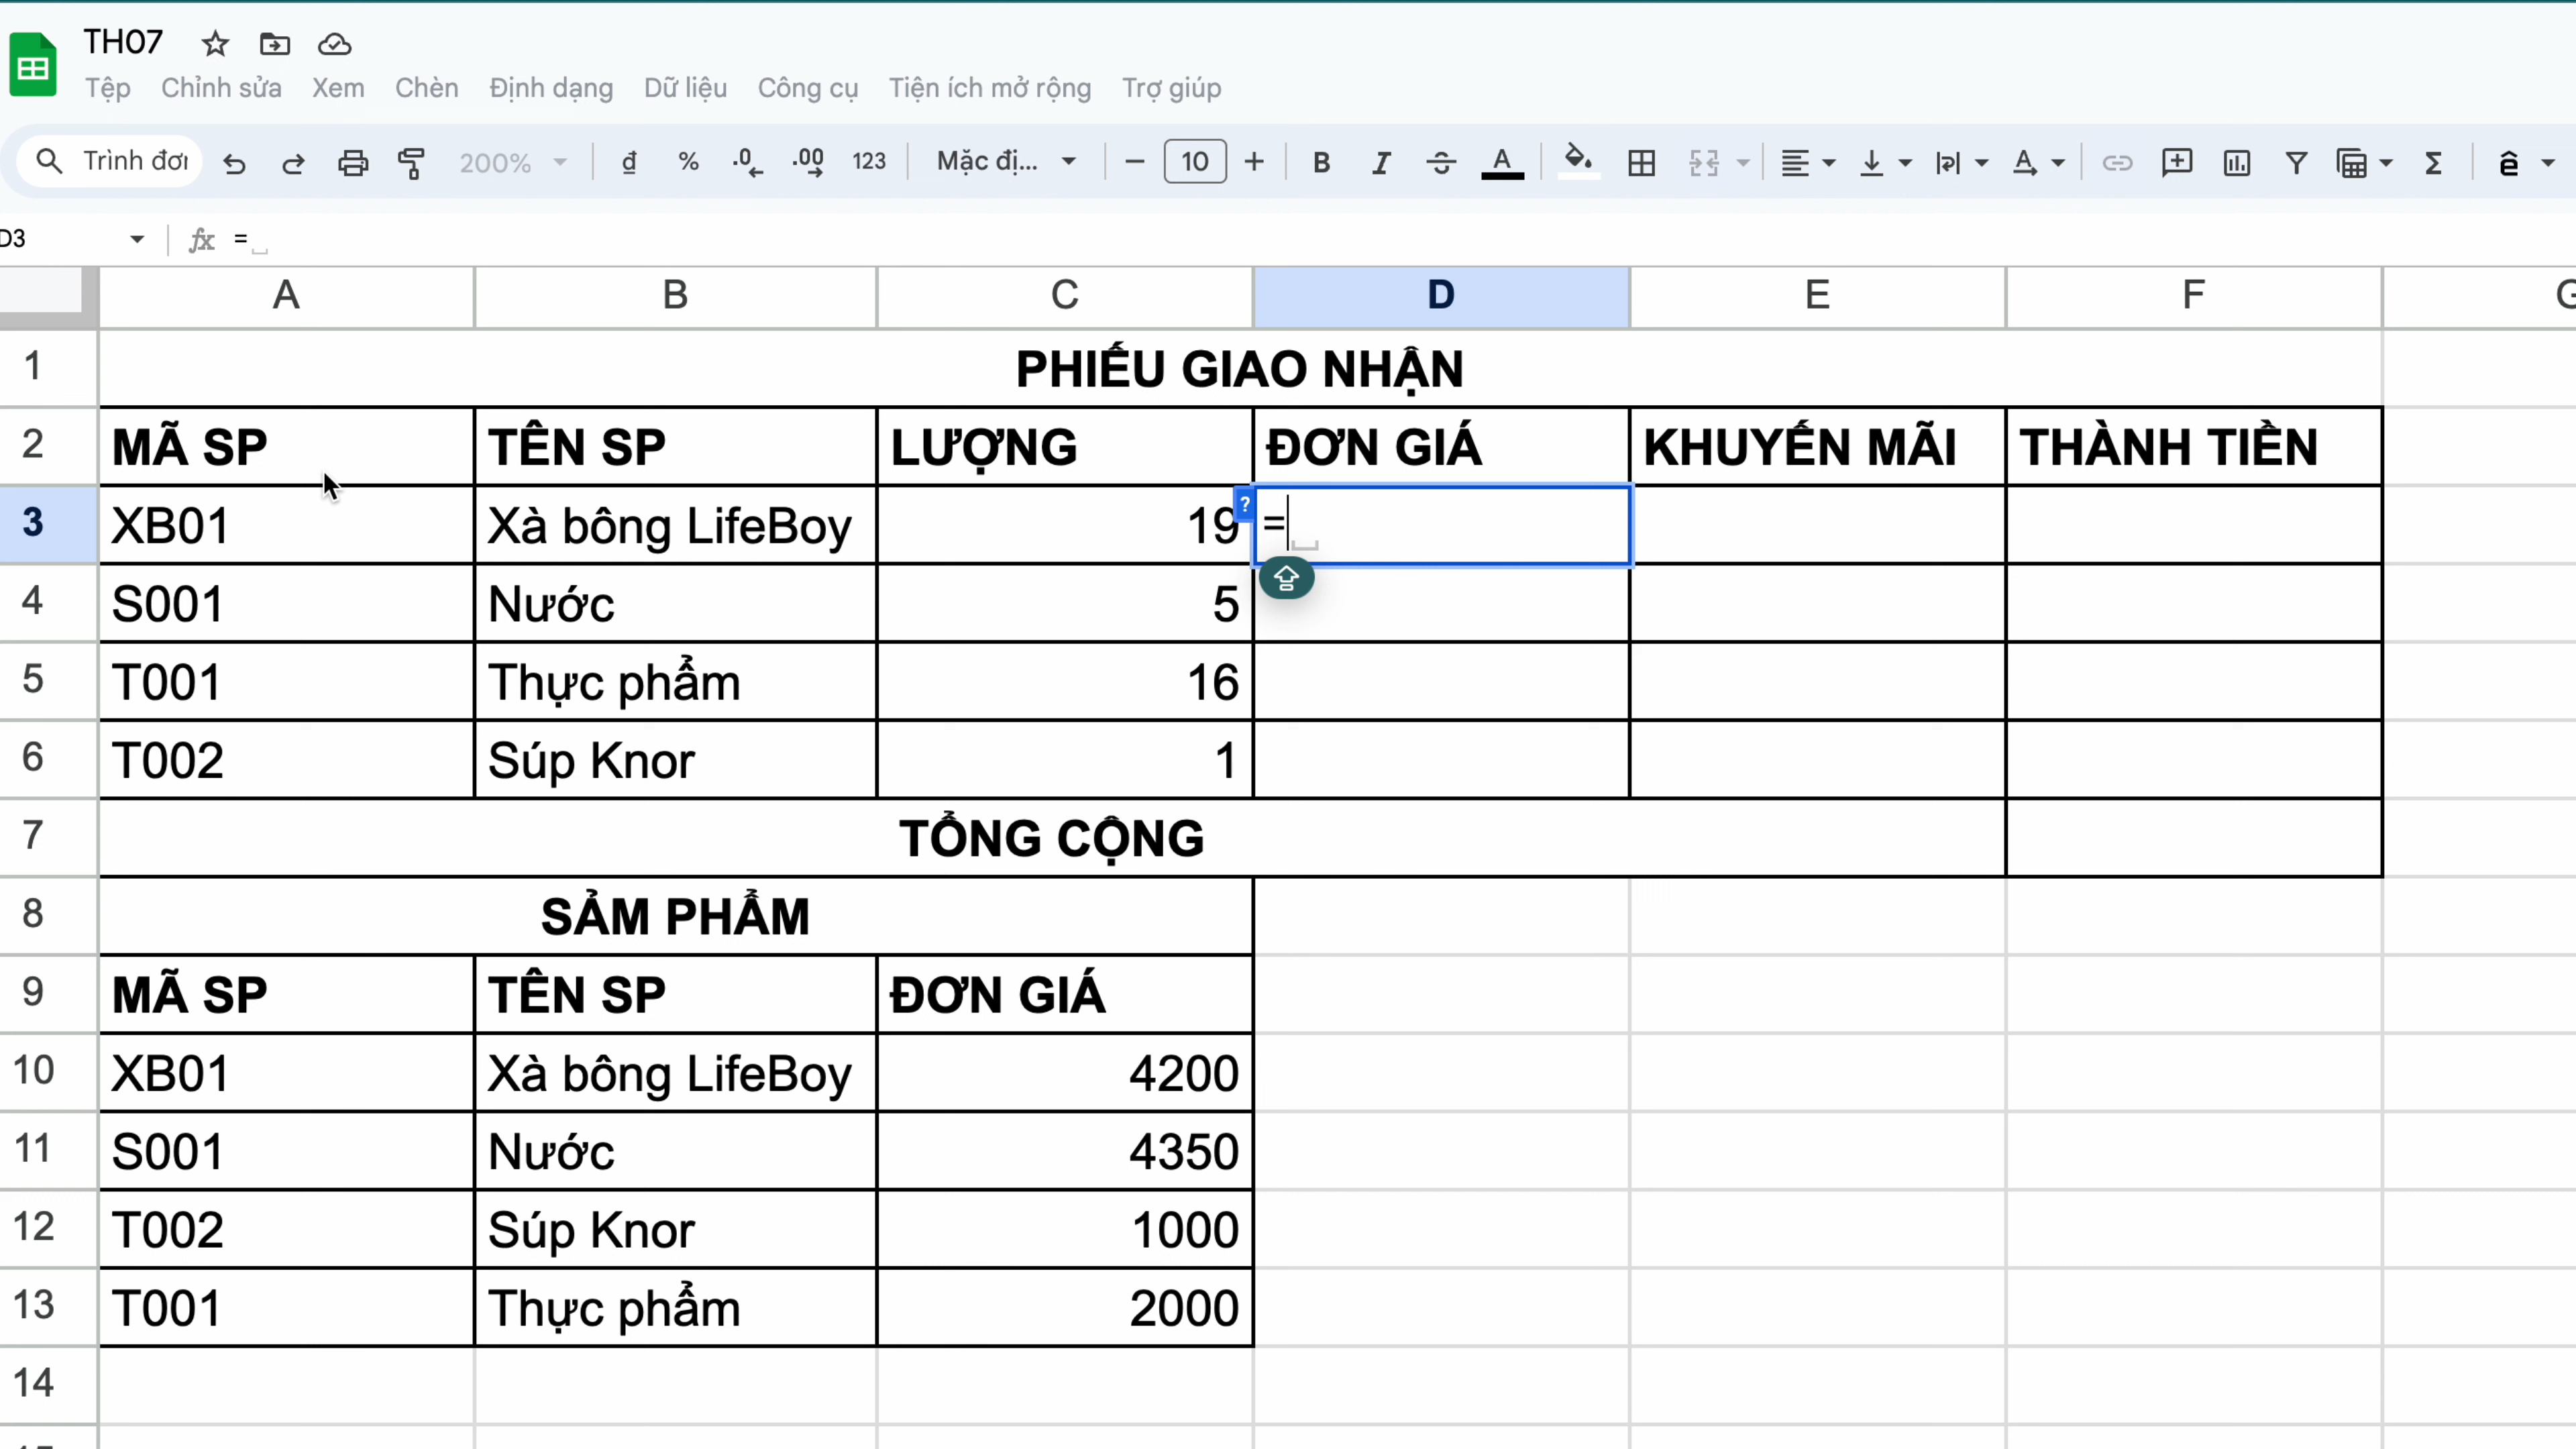 TH07
Tệp Chỉnh sửa Xem Chèn Định dạng Dữ liệu Công cụ Tiện ích mở rộng Trợ giúp
Trình đơn 200% đ % .0 .00 123 Mặc đị... − 10 + B I S A Σ ê
D3 fx =
A B C D E F G
1 PHIẾU GIAO NHẬN
2 MÃ SP TÊN SP LƯỢNG ĐƠN GIÁ KHUYẾN MÃI THÀNH TIỀN
3 XB01 Xà bông LifeBoy 19 ? =
4 S001 Nước 5
5 T001 Thực phẩm 16
6 T002 Súp Knor 1
7 TỔNG CỘNG
8 SẢM PHẨM
9 MÃ SP TÊN SP ĐƠN GIÁ
10 XB01 Xà bông LifeBoy 4200
11 S001 Nước 4350
12 T002 Súp Knor 1000
13 T001 Thực phẩm 2000
14